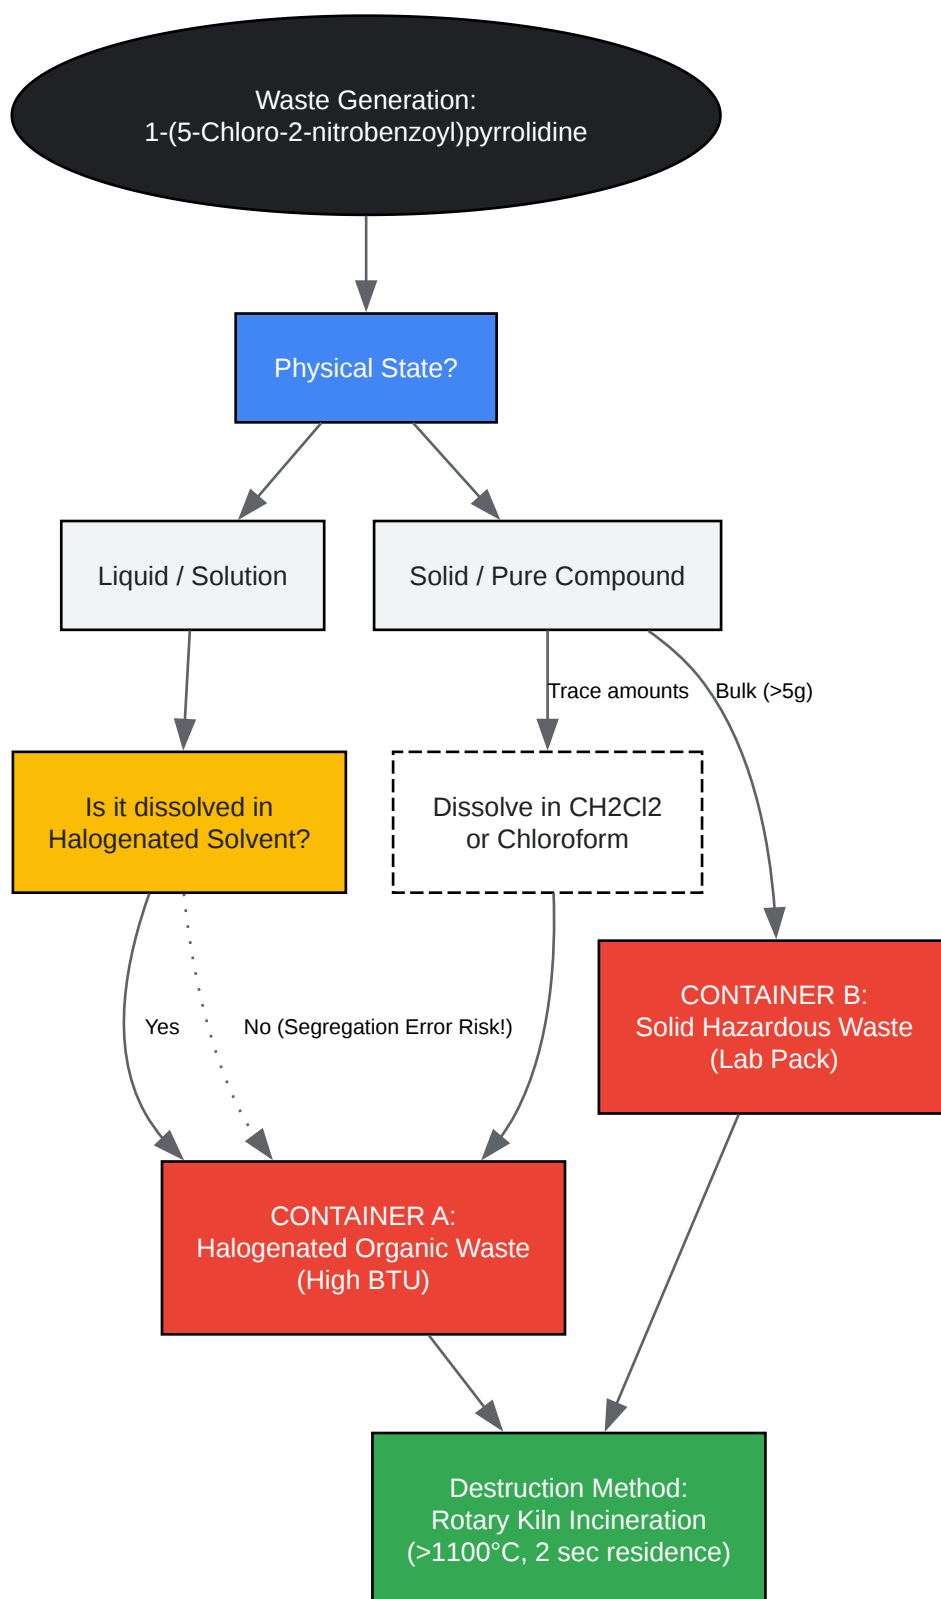 Waste Generation:
1-(5-Chloro-2-nitrobenzoyl)pyrrolidine
Physical State?
Liquid / Solution
Solid / Pure Compound
Trace amounts
Bulk (>5g)
Is it dissolved in
Halogenated Solvent?
Dissolve in CH2Cl2
or Chloroform
CONTAINER B:
Solid Hazardous Waste
(Lab Pack)
Yes
No (Segregation Error Risk!)
CONTAINER A:
Halogenated Organic Waste
(High BTU)
Destruction Method:
Rotary Kiln Incineration
(>1100°C, 2 sec residence)